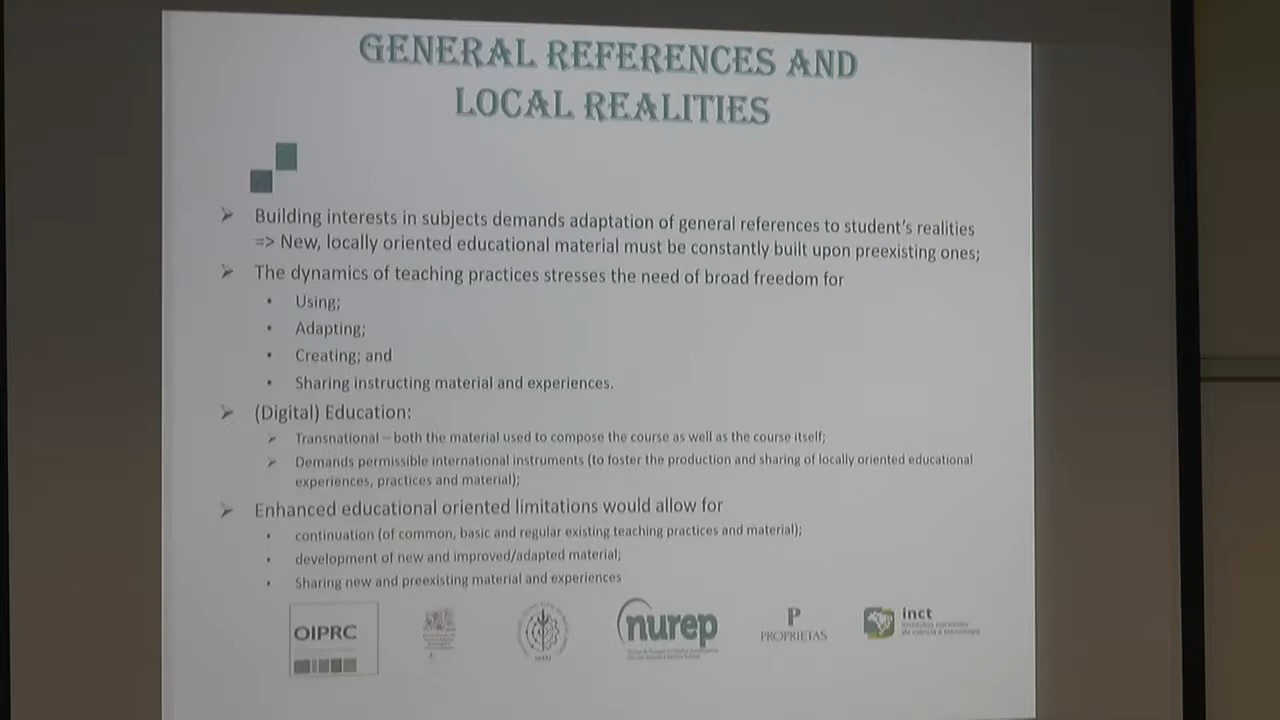 GENERAL REFERENCES AND
LOCAL REALITIES
➢ Building interests in subjects demands adaptation of general references to student's realities
=> New, locally oriented educational material must be constantly built upon preexisting ones;
➢ The dynamics of teaching practices stresses the need of broad freedom for
• Using;
• Adapting;
• Creating; and
• Sharing instructing material and experiences.
➢ (Digital) Education:
➢ Transnational – both the material used to compose the course as well as the course itself;
➢ Demands permissible international instruments (to foster the production and sharing of locally oriented educational
experiences, practices and material);
➢ Enhanced educational oriented limitations would allow for
• continuation (of common, basic and regular existing teaching practices and material);
• development of new and improved/adapted material;
• Sharing new and preexisting material and experiences
OIPRC
nurep
P
PROPRIETAS
inct
institutos nacionais
de ciência e tecnologia